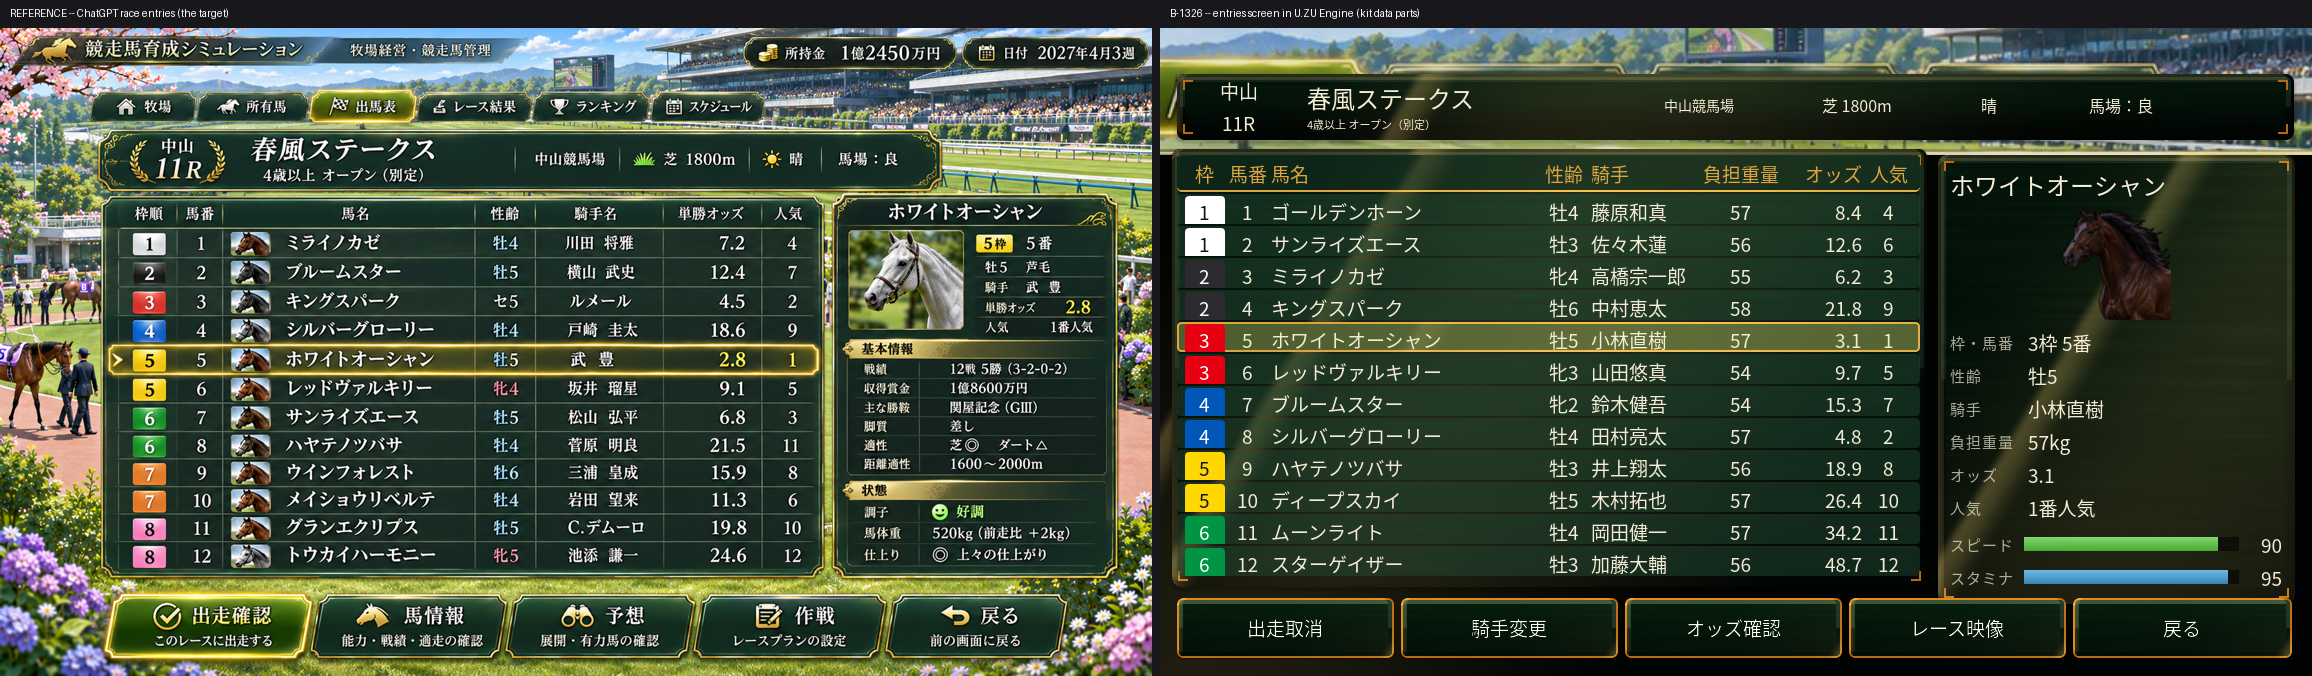 REFERENCE -- ChatGPT race entries (the target)
競走馬育成シミュレーション
牧場経営・競走馬管理
所持金 1億2450万円
日付 2027年4月3週
牧場
所有馬
出馬表
レース結果
ランキング
スケジュール
中山
11R
春風ステークス
4歳以上 オープン (別定)
中山競馬場
芝 1800m
晴
馬場：良
枠順 馬番 馬名 性齢 騎手名 単勝オッズ 人気
1 1 ミライノカゼ 牡4 川田 将雅 7.2 4
2 2 ブルームスター 牡5 横山 武史 12.4 7
3 3 キングスパーク セ5 ルメール 4.5 2
4 4 シルバーグローリー 牡4 戸崎 圭太 18.6 9
5 5 ホワイトオーシャン 牡5 武 豊 2.8 1
5 6 レッドヴァルキリー 牝4 坂井 瑠星 9.1 5
6 7 サンライズエース 牡5 松山 弘平 6.8 3
6 8 ハヤテノツバサ 牡4 菅原 明良 21.5 11
7 9 ウインフォレスト 牡6 三浦 皇成 15.9 8
7 10 メイショウリベルテ 牡4 岩田 望来 11.3 6
8 11 グランエクリプス 牡5 C.デムーロ 19.8 10
8 12 トウカイハーモニー 牝5 池添 謙一 24.6 12
ホワイトオーシャン
5枠 5番
牡5 芦毛
騎手 武 豊
単勝オッズ 2.8
人気 1番人気
基本情報
戦績 12戦 5勝 (3-2-0-2)
収得賞金 1億8600万円
主な勝鞍 関屋記念 (GIII)
脚質 差し
適性 芝◎ ダート△
距離適性 1600～2000m
状態
調子 好調
馬体重 520kg (前走比 +2kg)
仕上り ◎ 上々の仕上がり
出走確認
このレースに出走する
馬情報
能力・戦績・適走の確認
予想
展開・有力馬の確認
作戦
レースプランの設定
戻る
前の画面に戻る
B-1326 -- entries screen in U.ZU Engine (kit data parts)
中山
11R
春風ステークス
4歳以上 オープン (別定)
中山競馬場
芝 1800m
晴
馬場：良
枠 馬番 馬名 性齢 騎手 負担重量 オッズ 人気
1 1 ゴールデンホーン 牡4 藤原和真 57 8.4 4
1 2 サンライズエース 牡3 佐々木蓮 56 12.6 6
2 3 ミライノカゼ 牝4 高橋宗一郎 55 6.2 3
2 4 キングスパーク 牡6 中村恵太 58 21.8 9
3 5 ホワイトオーシャン 牡5 小林直樹 57 3.1 1
3 6 レッドヴァルキリー 牝3 山田悠真 54 9.7 5
4 7 ブルームスター 牝2 鈴木健吾 54 15.3 7
4 8 シルバーグローリー 牡4 田村亮太 57 4.8 2
5 9 ハヤテノツバサ 牡3 井上翔太 56 18.9 8
5 10 ディープスカイ 牡5 木村拓也 57 26.4 10
6 11 ムーンライト 牡4 岡田健一 57 34.2 11
6 12 スターゲイザー 牡3 加藤大輔 56 48.7 12
ホワイトオーシャン
枠・馬番 3枠 5番
性齢 牡5
騎手 小林直樹
負担重量 57kg
オッズ 3.1
人気 1番人気
スピード 90
スタミナ 95
出走取消
騎手変更
オッズ確認
レース映像
戻る